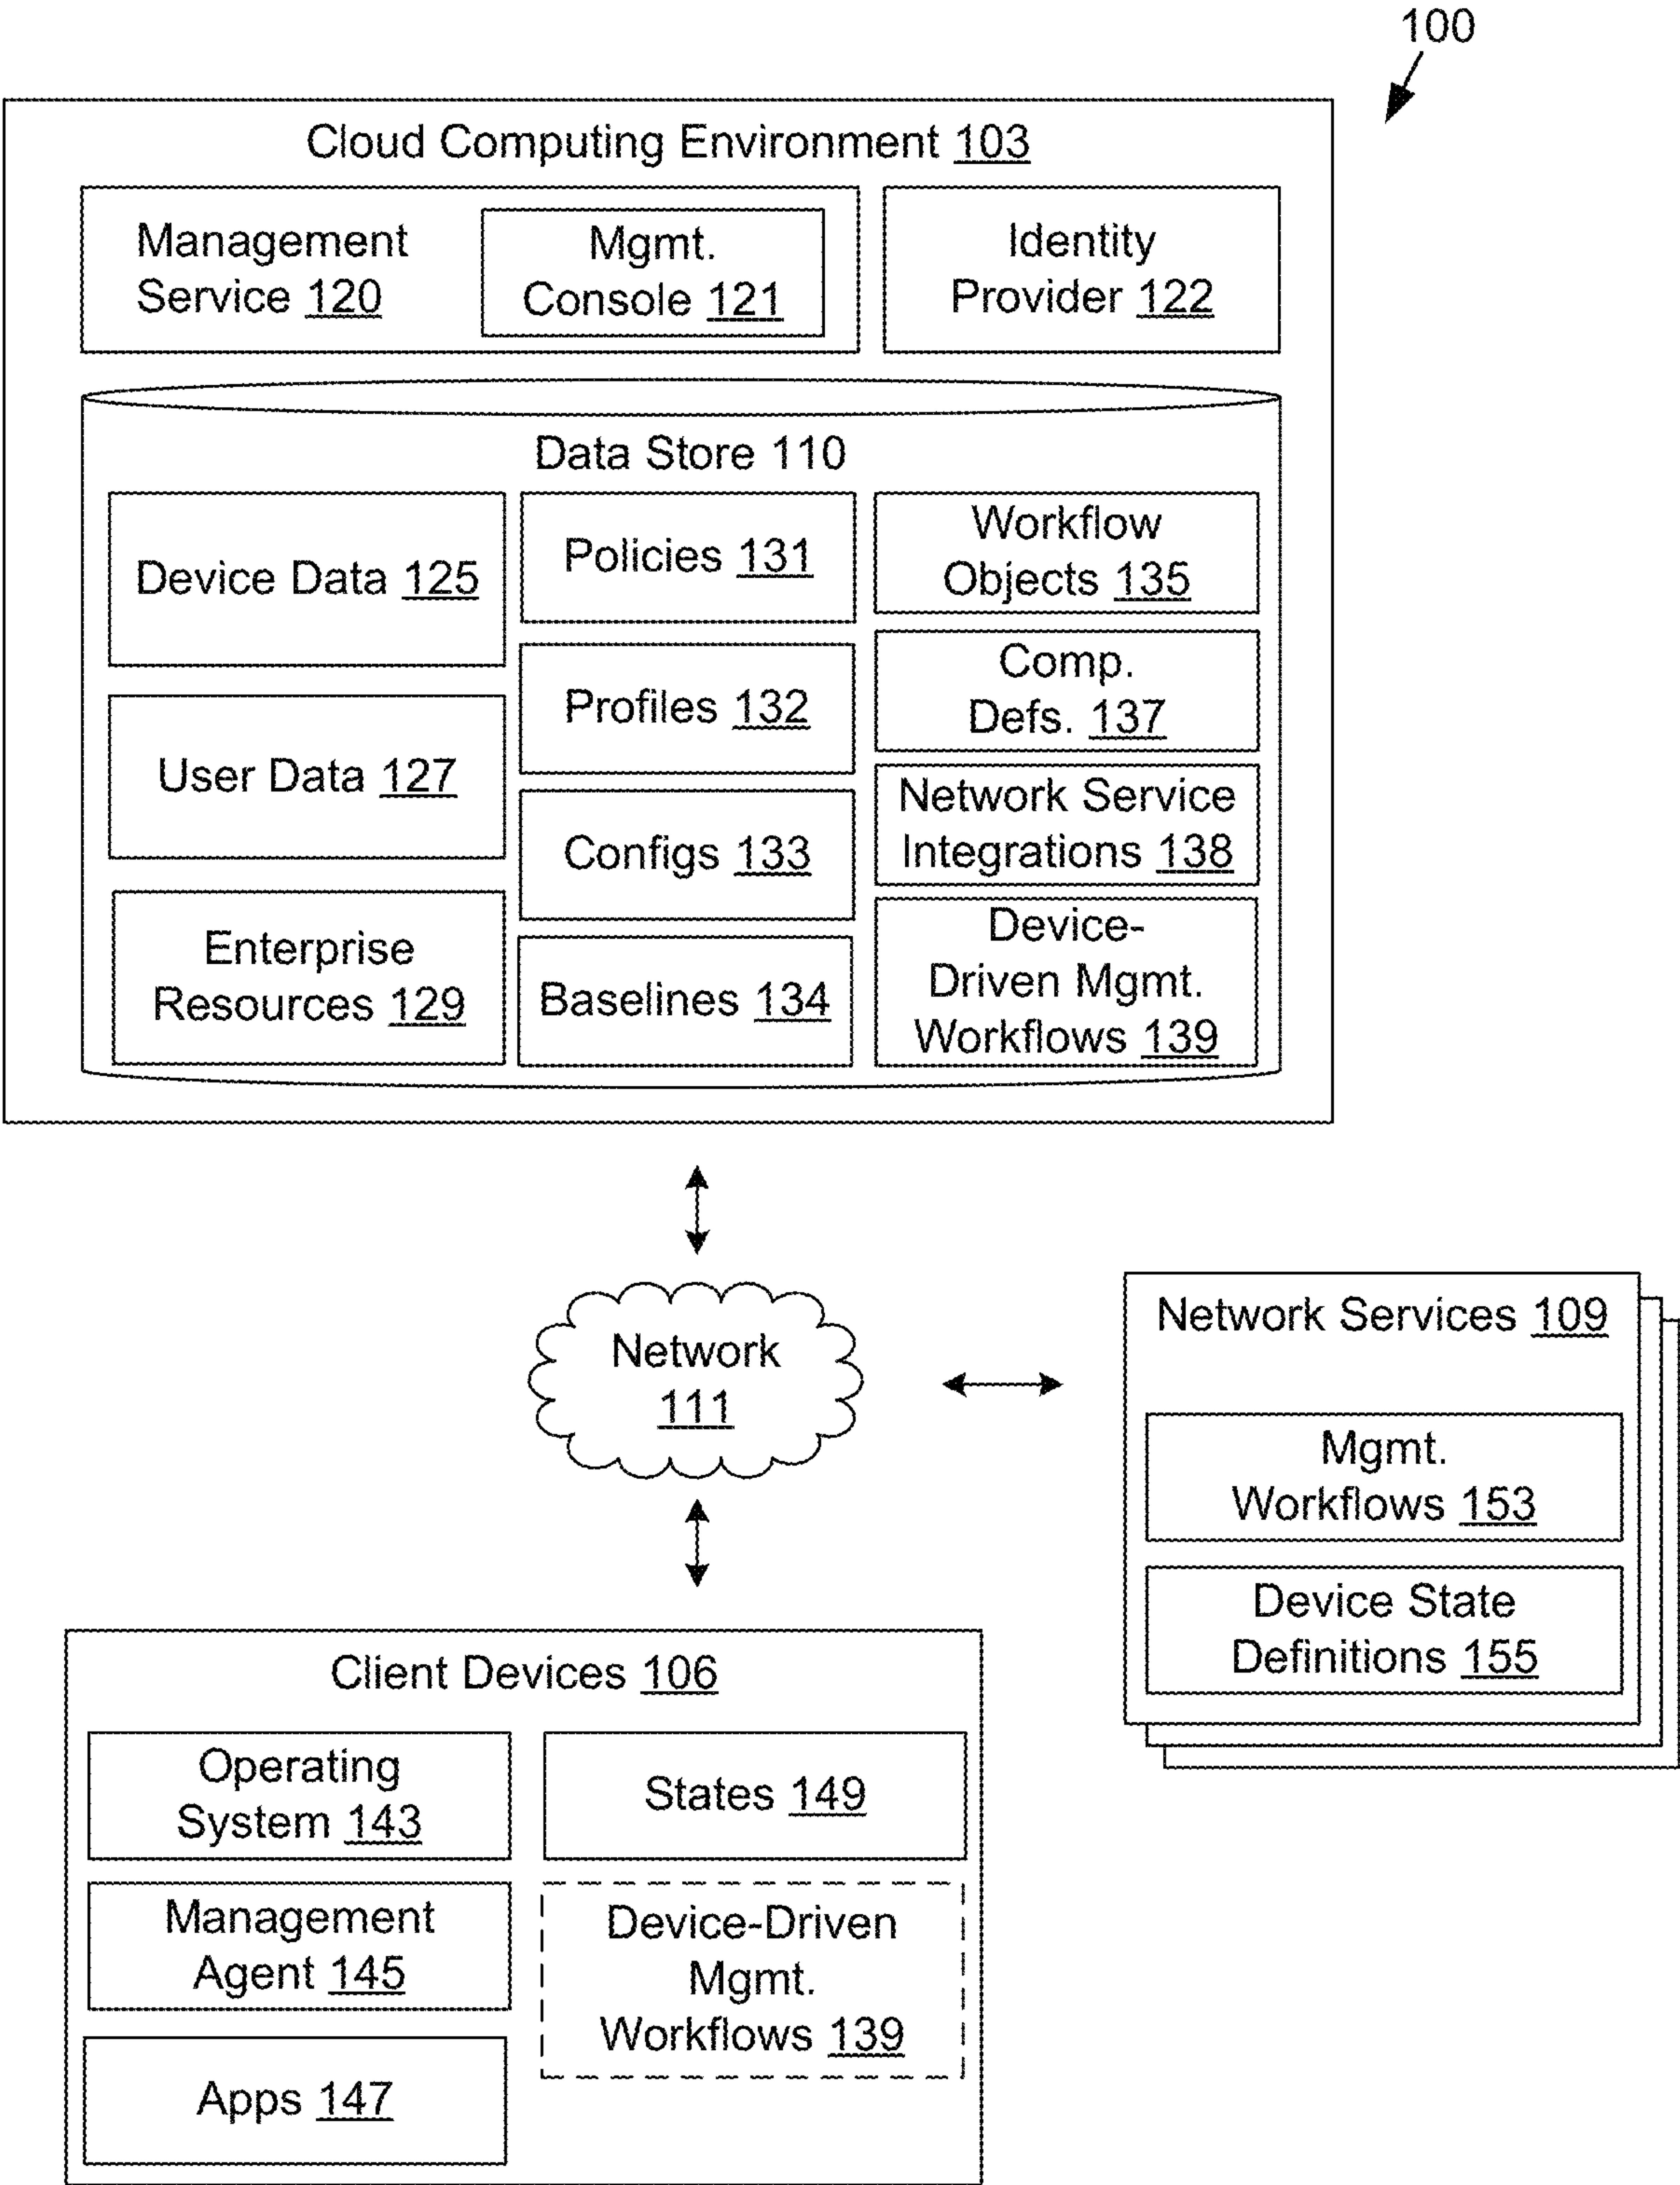 100
Cloud Computing Environment 103
Management
Service 120
Mgmt.
Console 121
Identity
Provider 122
Data Store 110
Device Data 125
User Data 127
Enterprise
Resources 129
Policies 131
Profiles 132
Configs 133
Baselines 134
Workflow
Objects 135
Comp.
Defs. 137
Network Service
Integrations 138
Device-
Driven Mgmt.
Workflows 139
Network
111
Network Services 109
Mgmt.
Workflows 153
Device State
Definitions 155
Client Devices 106
Operating
System 143
Management
Agent 145
Apps 147
States 149
Device-Driven
Mgmt.
Workflows 139